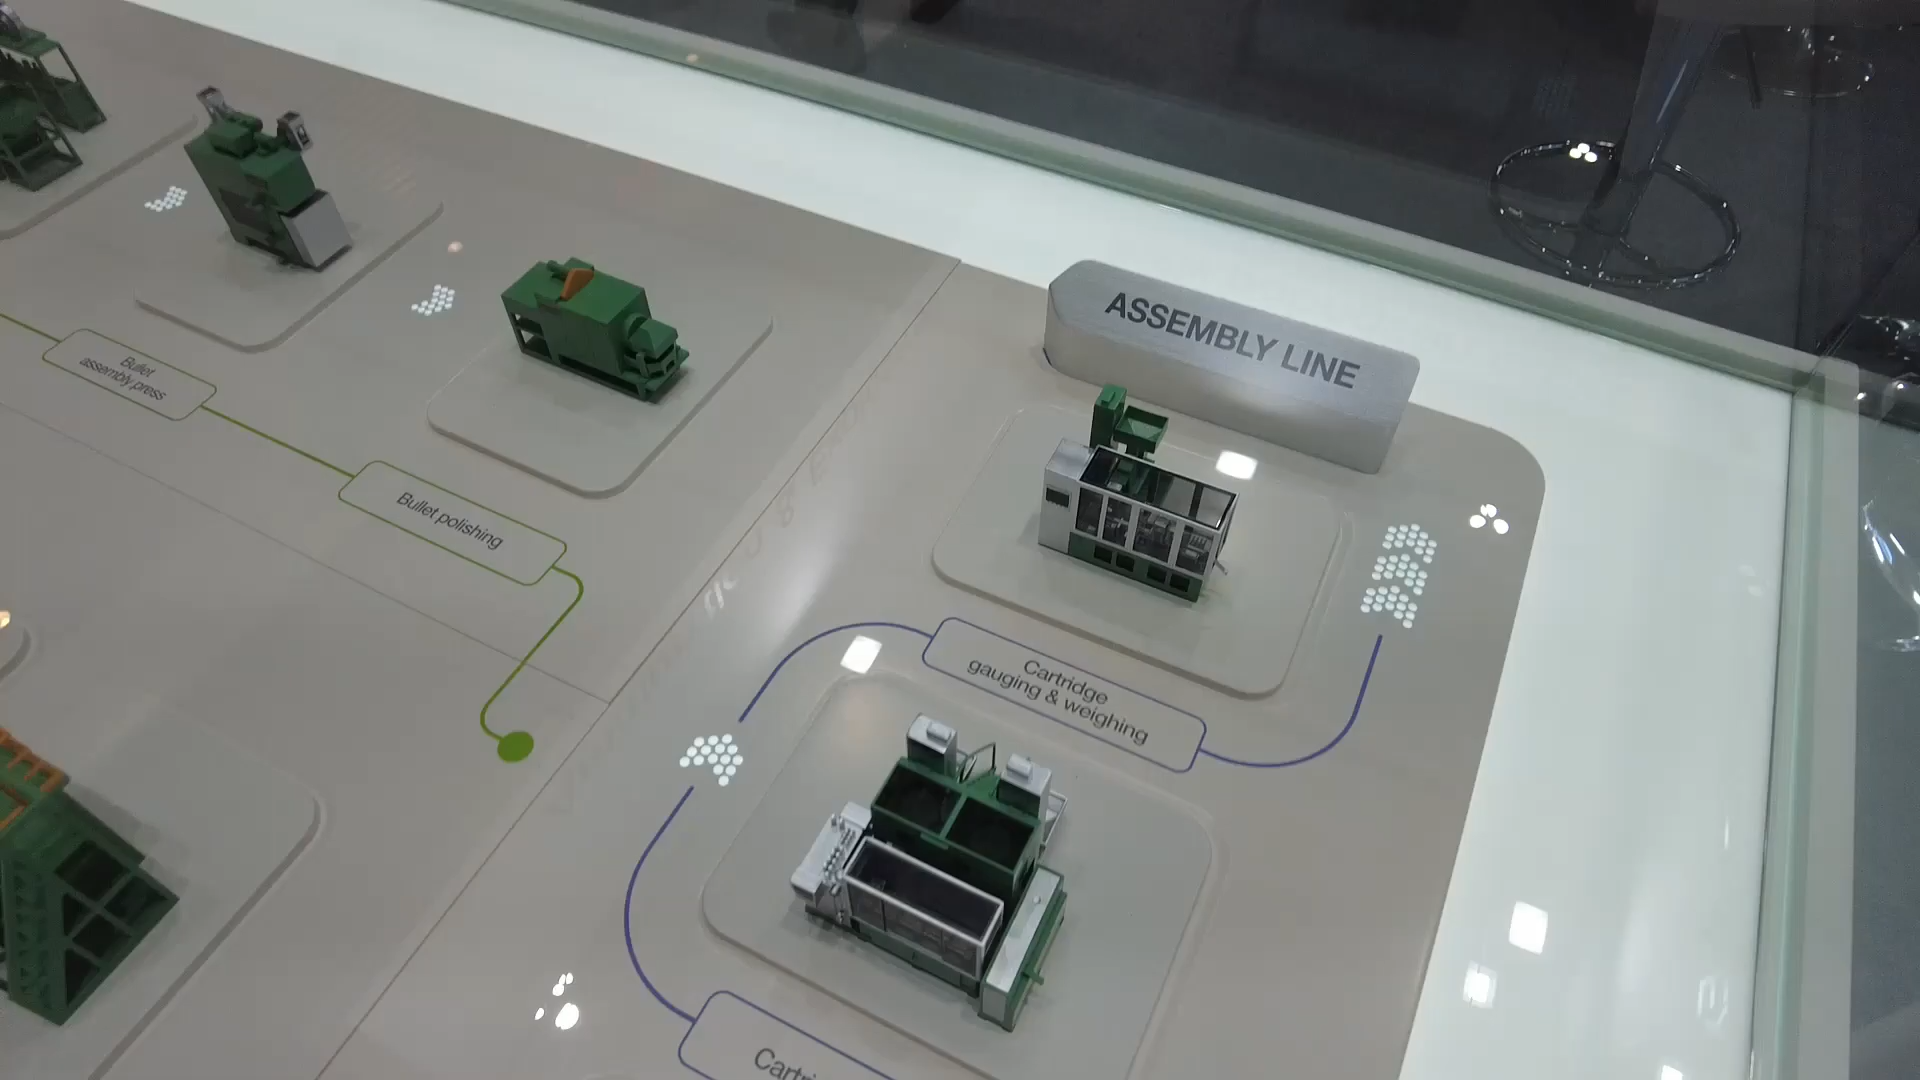 ASSEMBLY LINE
Bullet
assembly press
Bullet polishing
Cartridge
gauging & weighing